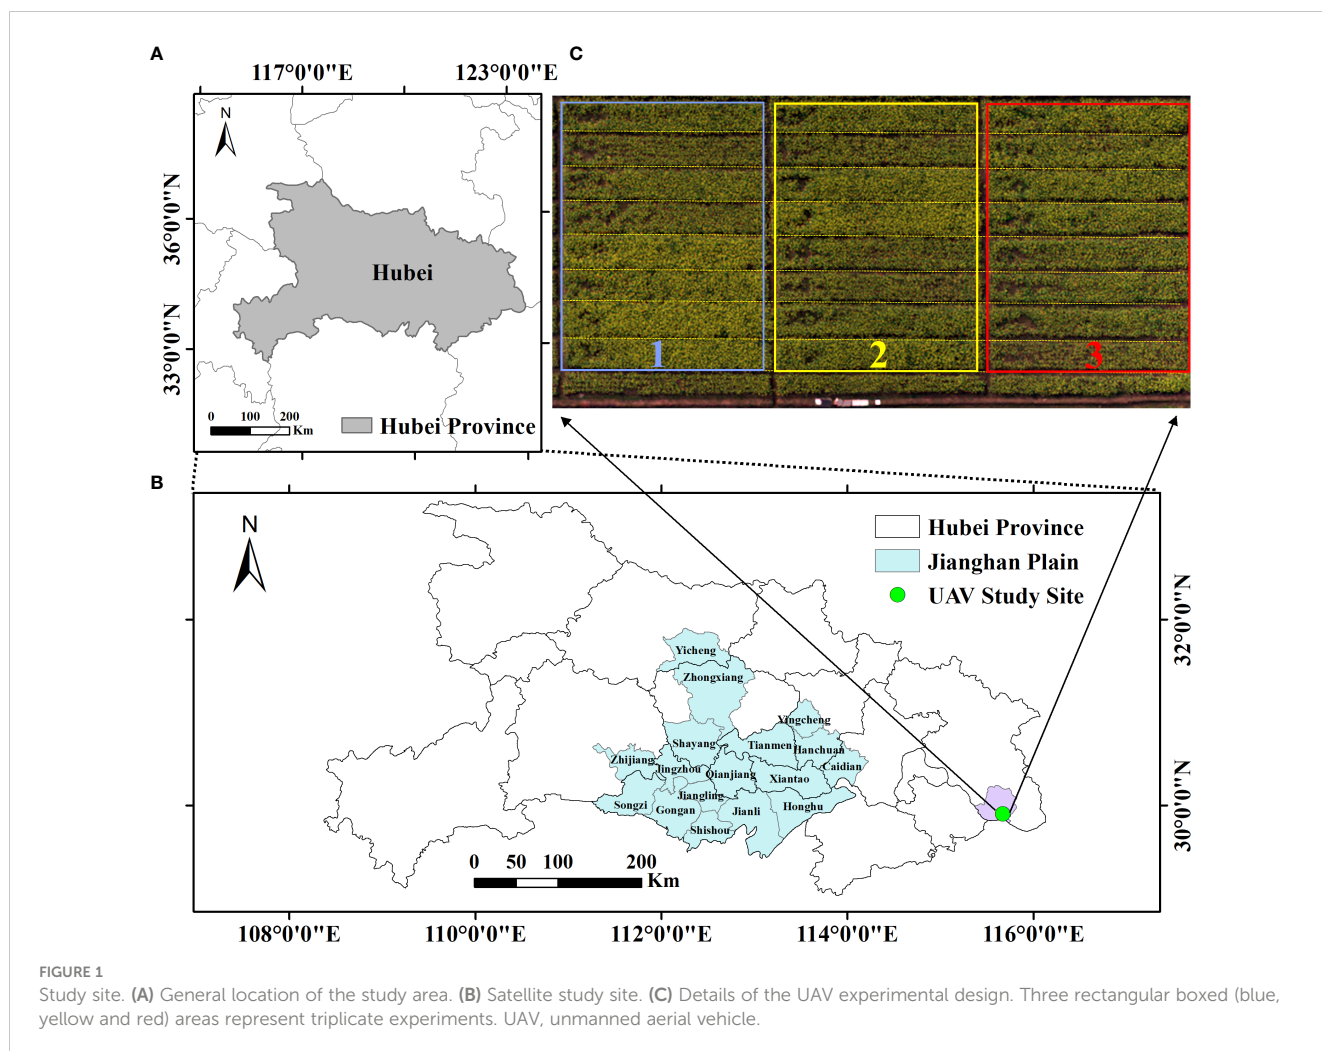 A
117°0'0"E
123°0'0"E
N
36°0'0"N
33°0'0"N
Hubei
0 100 200
Km
Hubei Province
C
1
2
3
B
N
Hubei Province
Jianghan Plain
UAV Study Site
32°0'0"N
30°0'0"N
Yicheng
Zhongxiang
Yingcheng
Shayang
Tianmen
Hanchuan
Zhijiang
Jingzhou
Qianjiang
Xiantao
Caidian
Songzi
Jiangling
Gongan
Jianli
Honghu
Shishou
0 50 100 200
Km
108°0'0"E
110°0'0"E
112°0'0"E
114°0'0"E
116°0'0"E
FIGURE 1
Study site. (A) General location of the study area. (B) Satellite study site. (C) Details of the UAV experimental design. Three rectangular boxed (blue,
yellow and red) areas represent triplicate experiments. UAV, unmanned aerial vehicle.